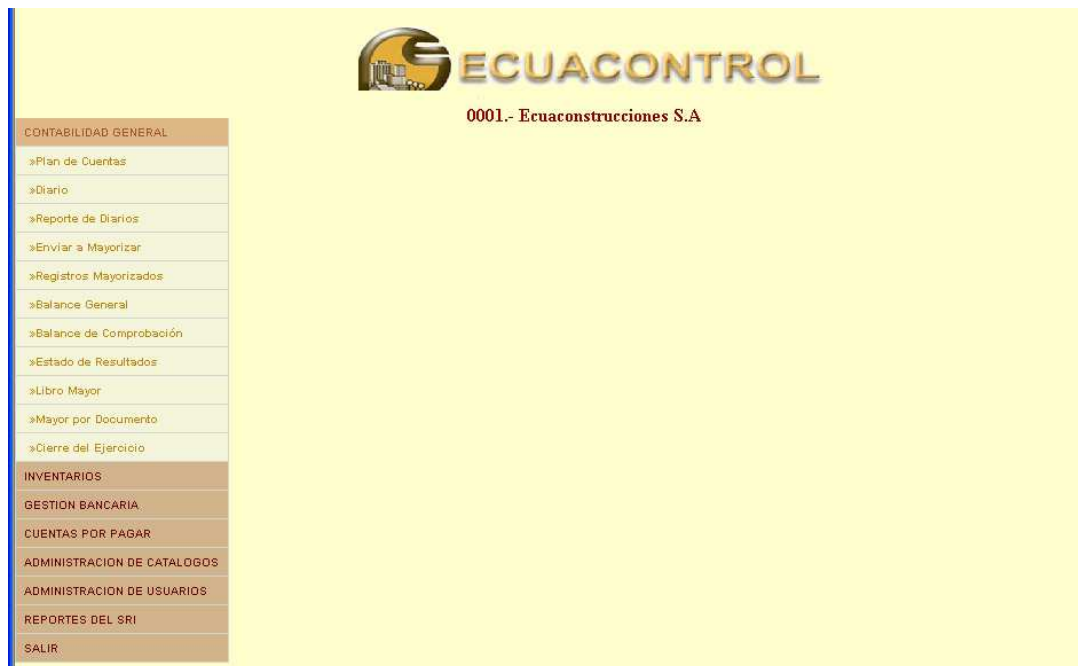 ECUACONTROL
0001.- Ecuaconstrucciones S.A
CONTABILIDAD GENERAL
»Plan de Cuentas
»Diario
»Reporte de Diarios
»Enviar a Mayorizar
»Registros Mayorizados
»Balance General
»Balance de Comprobación
»Estado de Resultados
»Libro Mayor
»Mayor por Documento
»Cierre del Ejercicio
INVENTARIOS
GESTION BANCARIA
CUENTAS POR PAGAR
ADMINISTRACION DE CATALOGOS
ADMINISTRACION DE USUARIOS
REPORTES DEL SRI
SALIR